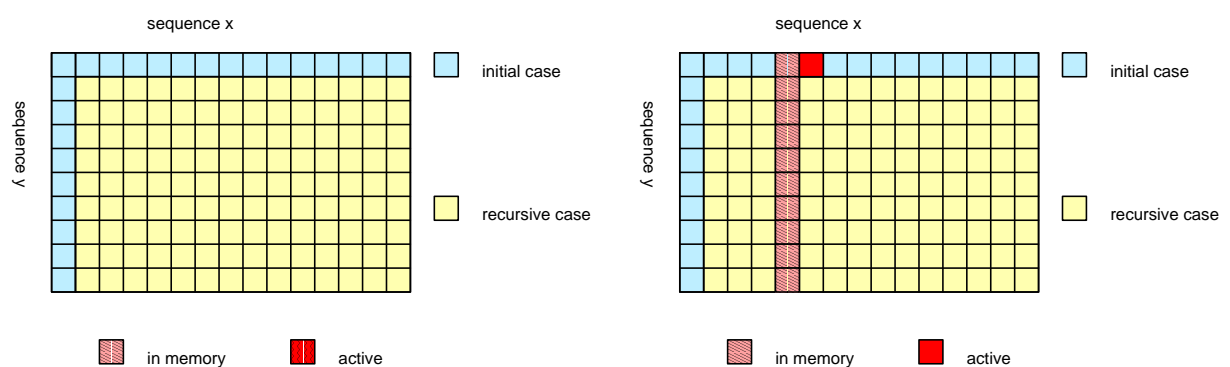 sequence x
initial case
sequence y
recursive case
in memory
active
sequence x
initial case
sequence y
recursive case
in memory
active